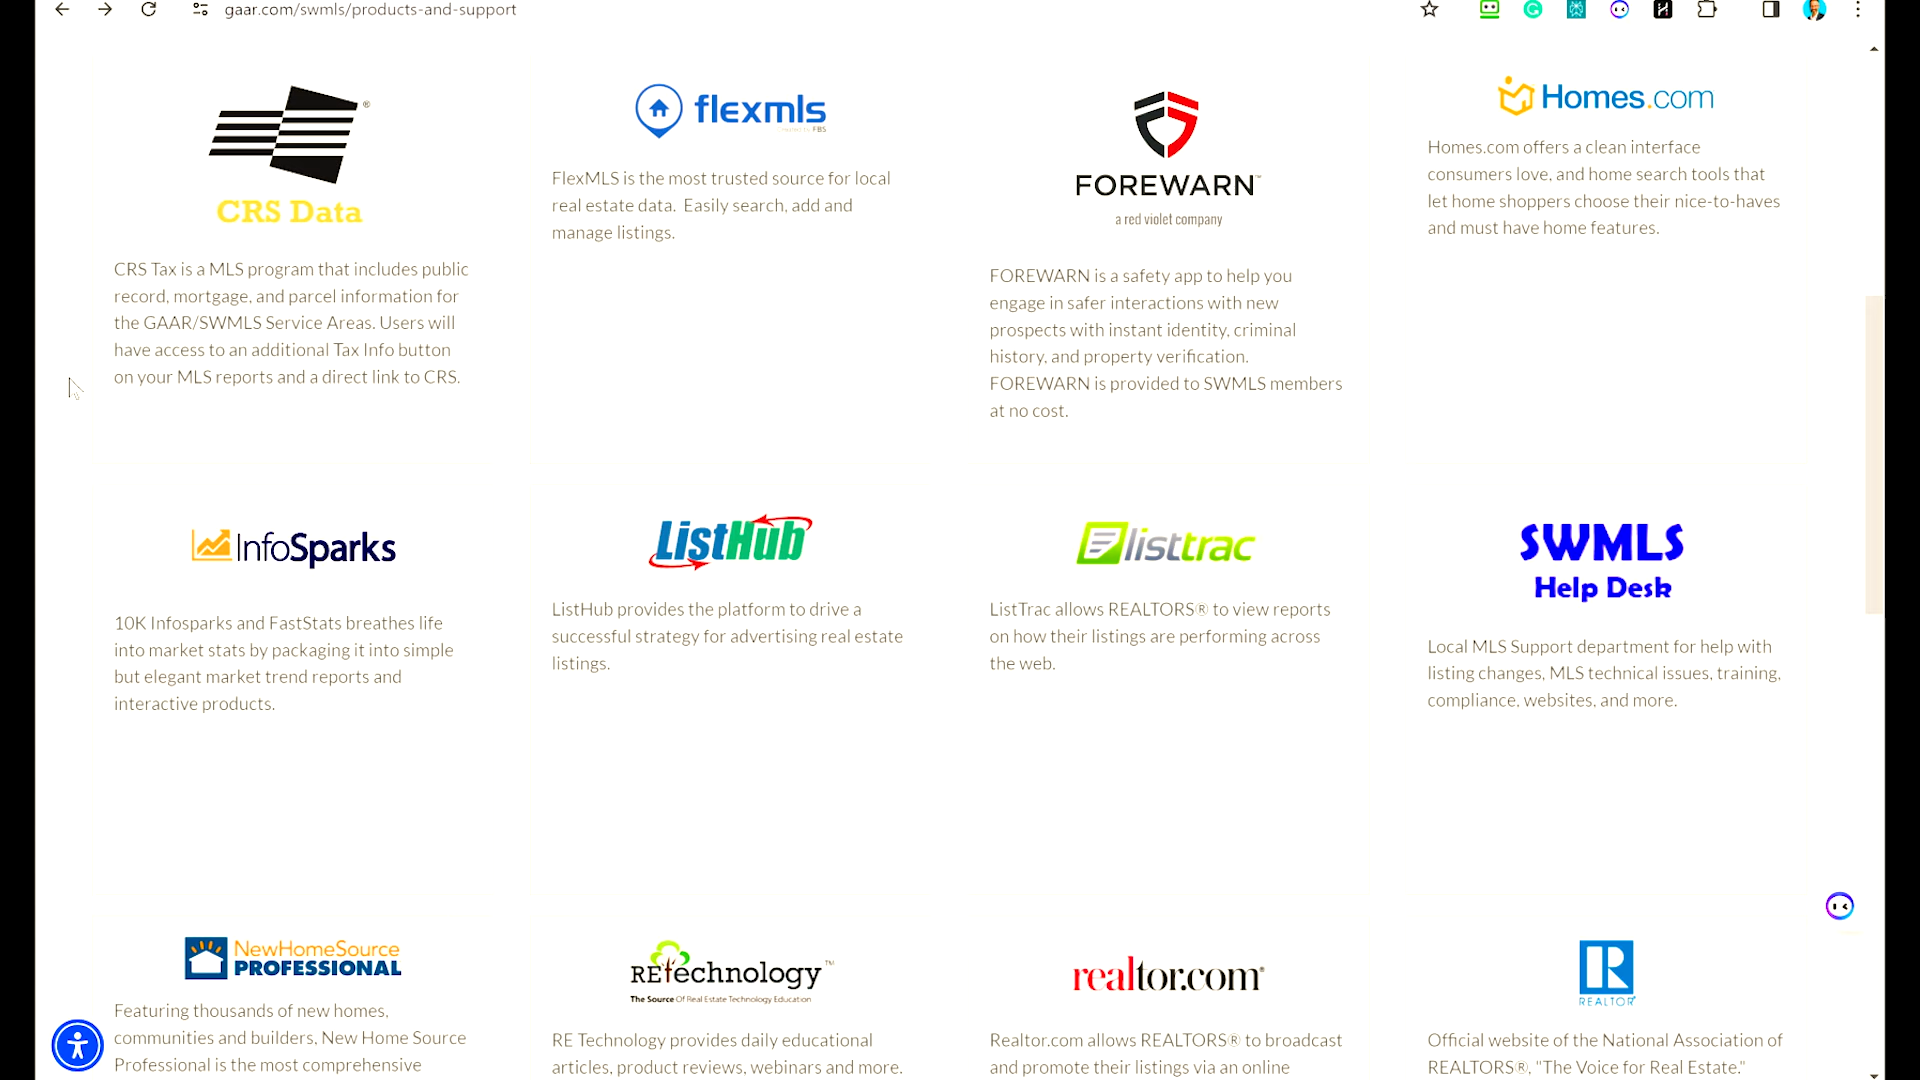 gaar.com/swmls/products-and-support
CRS Data
CRS Tax is a MLS program that includes public
record, mortgage, and parcel information for
the GAAR/SWMLS Service Areas. Users will
have access to an additional Tax Info button
on your MLS reports and a direct link to CRS.
flexmls
Created by FBS
FlexMLS is the most trusted source for local
real estate data. Easily search, add and
manage listings.
FOREWARN™
a red violet company
FOREWARN is a safety app to help you
engage in safer interactions with new
prospects with instant identity, criminal
history, and property verification.
FOREWARN is provided to SWMLS members
at no cost.
Homes.com
Homes.com offers a clean interface
consumers love, and home search tools that
let home shoppers choose their nice-to-haves
and must have home features.
InfoSparks
10K Infosparks and FastStats breathes life
into market stats by packaging it into simple
but elegant market trend reports and
interactive products.
ListHub
ListHub provides the platform to drive a
successful strategy for advertising real estate
listings.
listtrac
ListTrac allows REALTORS® to view reports
on how their listings are performing across
the web.
SWMLS
Help Desk
Local MLS Support department for help with
listing changes, MLS technical issues, training,
compliance, websites, and more.
NewHomeSource
PROFESSIONAL
Featuring thousands of new homes,
communities and builders, New Home Source
Professional is the most comprehensive
REtechnology™
The Source Of Real Estate Technology Education
RE Technology provides daily educational
articles, product reviews, webinars and more.
realtor.com®
Realtor.com allows REALTORS® to broadcast
and promote their listings via an online
R
REALTOR®
Official website of the National Association of
REALTORS®, "The Voice for Real Estate."